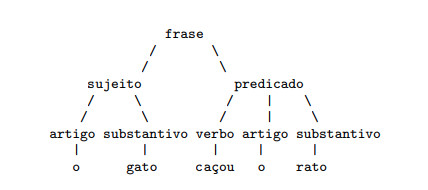 frase
sujeito predicado
artigo substantivo verbo artigo substantivo
o gato caçou o rato